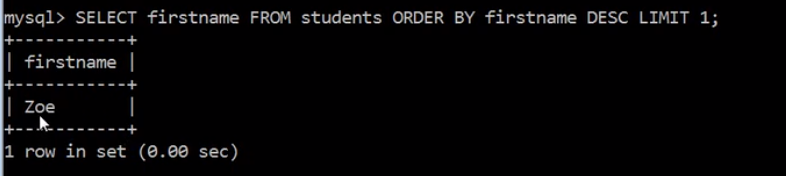 mysql> SELECT firstname FROM students ORDER BY firstname DESC LIMIT 1;
+-----------+
| firstname |
+-----------+
| Zoe       |
+-----------+
1 row in set (0.00 sec)